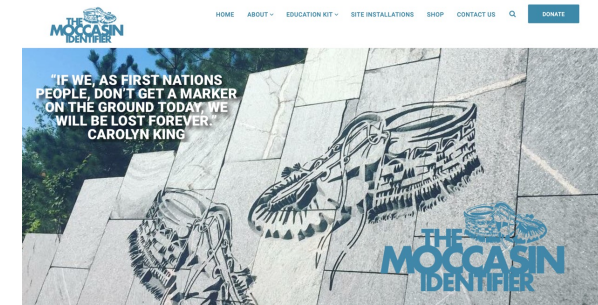 THE
MOCCASIN
IDENTIFIER
HOME ABOUT EDUCATION KIT SITE INSTALLATIONS SHOP CONTACT US DONATE
“IF WE, AS FIRST NATIONS
PEOPLE, DON’T GET A MARKER
ON THE GROUND TODAY, WE
WILL BE LOST FOREVER.”
CAROLYN KING
THE
MOCCASIN
IDENTIFIER